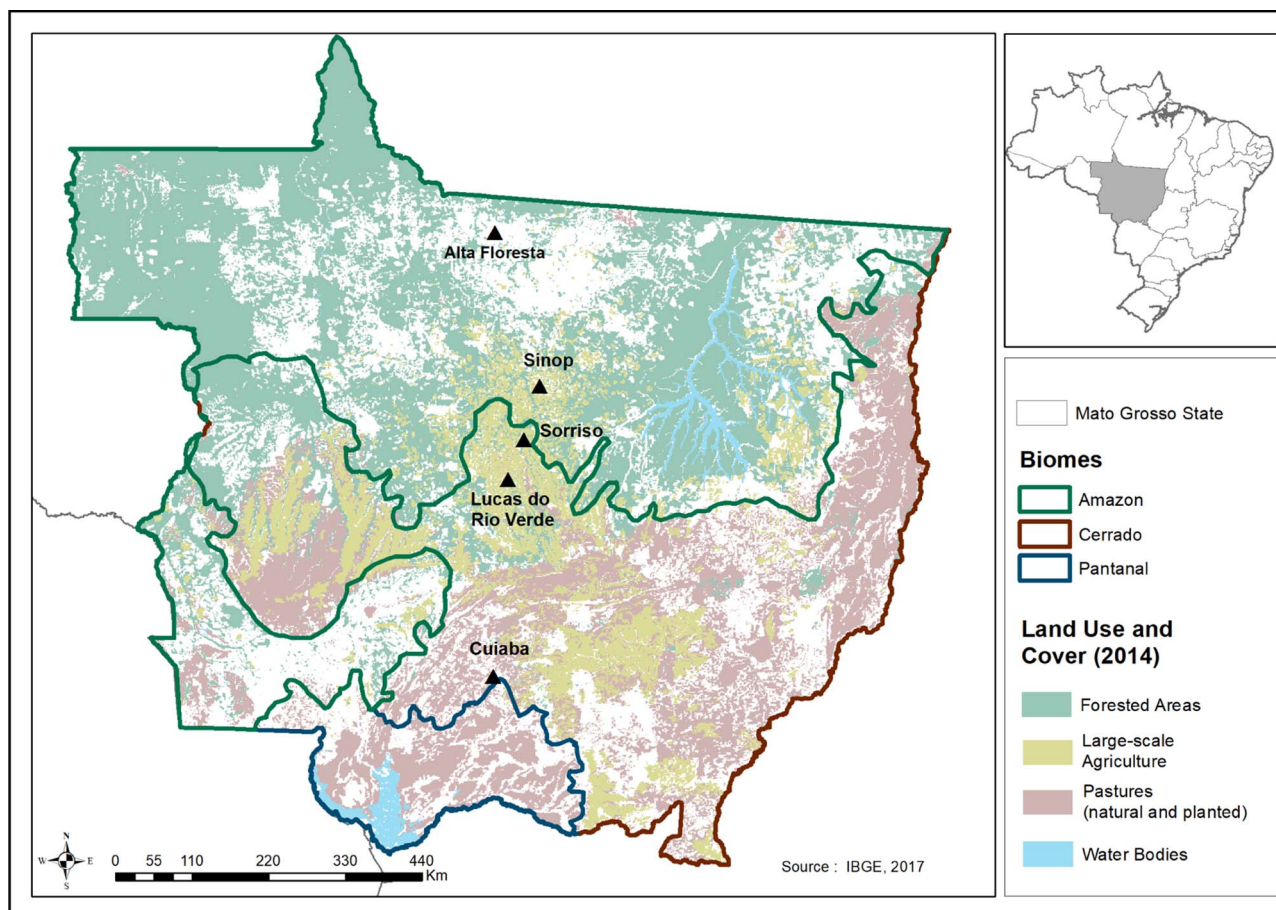 Alta Floresta
Sinop
Sorriso
Lucas do
Rio Verde
Cuiaba
N
W E
S
0 55 110 220 330 440
Km
Source : IBGE, 2017
Mato Grosso State
Biomes
Amazon
Cerrado
Pantanal
Land Use and
Cover (2014)
Forested Areas
Large-scale
Agriculture
Pastures
(natural and planted)
Water Bodies